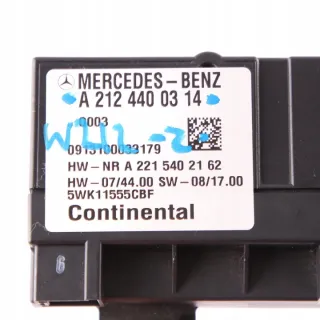 MERCEDES-BENZ
A 212 440 03 14
0003
W212-2
0913100033179
HW-NR A 221 540 21 62
HW-07/44.00 SW-08/17.00
5WK11555CBF
Continental